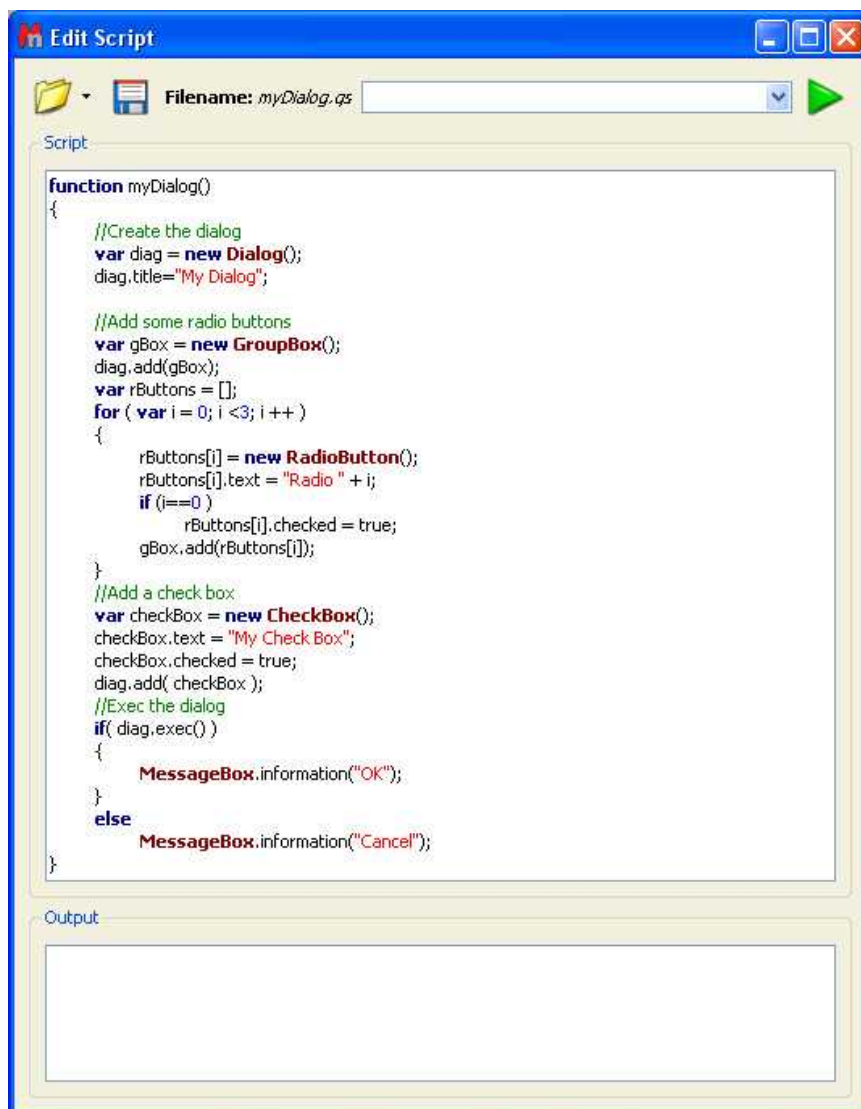 Edit Script
Filename: myDialog.qs
Script
function myDialog()
{
//Create the dialog
var diag = new Dialog();
diag.title="My Dialog";
//Add some radio buttons
var gBox = new GroupBox();
diag.add(gBox);
var rButtons = [];
for ( var i = 0; i <3; i ++ )
{
rButtons[i] = new RadioButton();
rButtons[i].text = "Radio " + i;
if (i==0 )
rButtons[i].checked = true;
gBox.add(rButtons[i]);
}
//Add a check box
var checkBox = new CheckBox();
checkBox.text = "My Check Box";
checkBox.checked = true;
diag.add( checkBox );
//Exec the dialog
if( diag.exec() )
{
MessageBox.information("OK");
}
else
MessageBox.information("Cancel");
}
Output